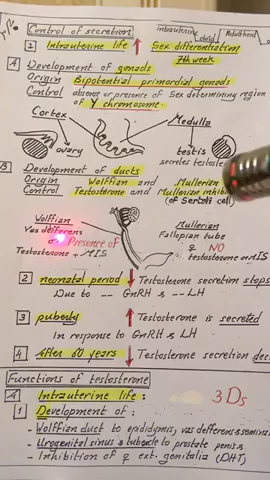 Control of secretion
intrauterine
child
Adulthood
1 Intrauterine life ↑ Sex differentiation
7th week
A Development of gonads
Origin Bipotential primordial gonads
Control absence or presence of Sex determining region
of Y chromosome
Cortex
Medulla
ovary
testis
secretes testoste
B Development of ducts
Origin Wolffian and Mullerian
Control Testosterone and Mullerian inhib
(of Sertoli cell)
Wolffian
Vas deferens
Presence of
Testosterone + MIS
Mullerian
Fallopian tube
♀ NO
testosterone or MIS
2 neonatal period ↓ Testosterone secretion stops
Due to -- GnRH & -- LH
3 puberty ↑ Testosterone is secreted
In response to GnRH & LH
4 After 60 years ↓ Testosterone secretion dec
Functions of testosterone
A Intrauterine life :
3 Ds
1 Development of :
- Wolffian duct to epididymis, vas deferens & semina
- Urogenital sinus & tubercle to prostate penis &
- Inhibition of ♀ ext. genitalia (DHT)